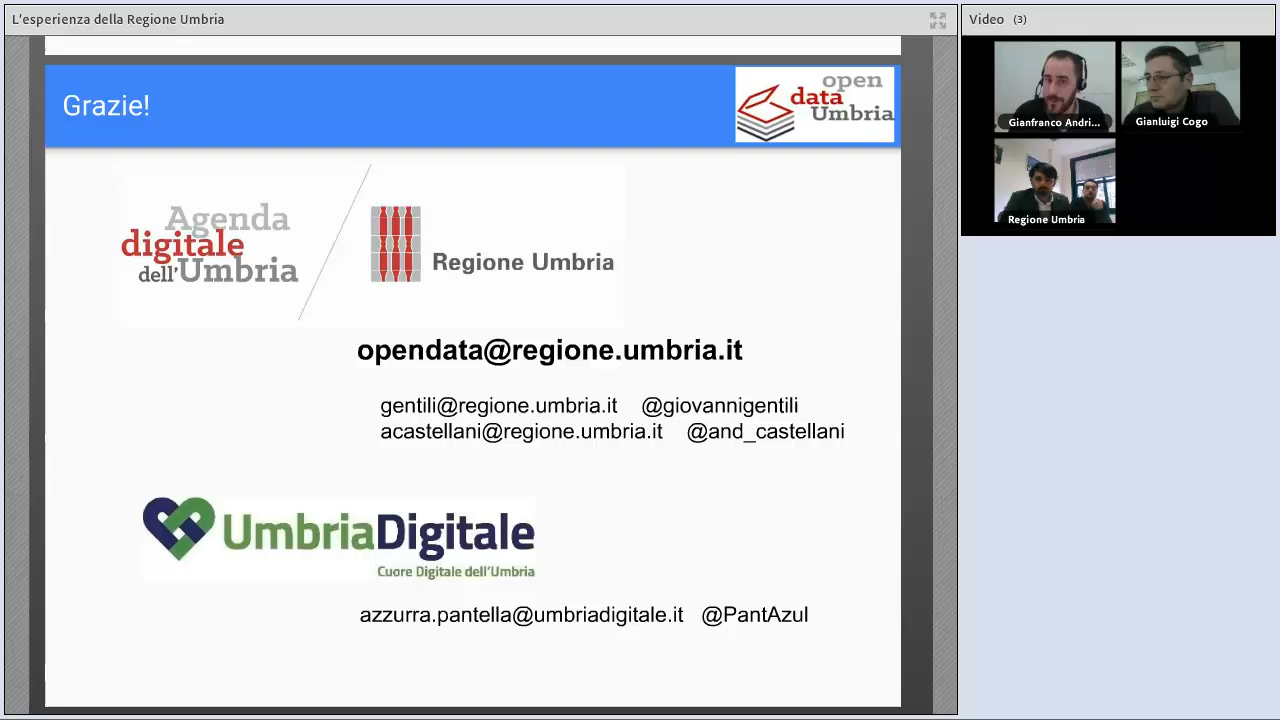 L'esperienza della Regione Umbria
Video (3)
Grazie!
open
data
Umbria
Gianfranco Andri...
Gianluigi Cogo
Regione Umbria
Agenda
digitale
dell'Umbria
Regione Umbria
opendata@regione.umbria.it
gentili@regione.umbria.it @giovannigentili
acastellani@regione.umbria.it @and_castellani
UmbriaDigitale
Cuore Digitale dell'Umbria
azzurra.pantella@umbriadigitale.it @PantAzul